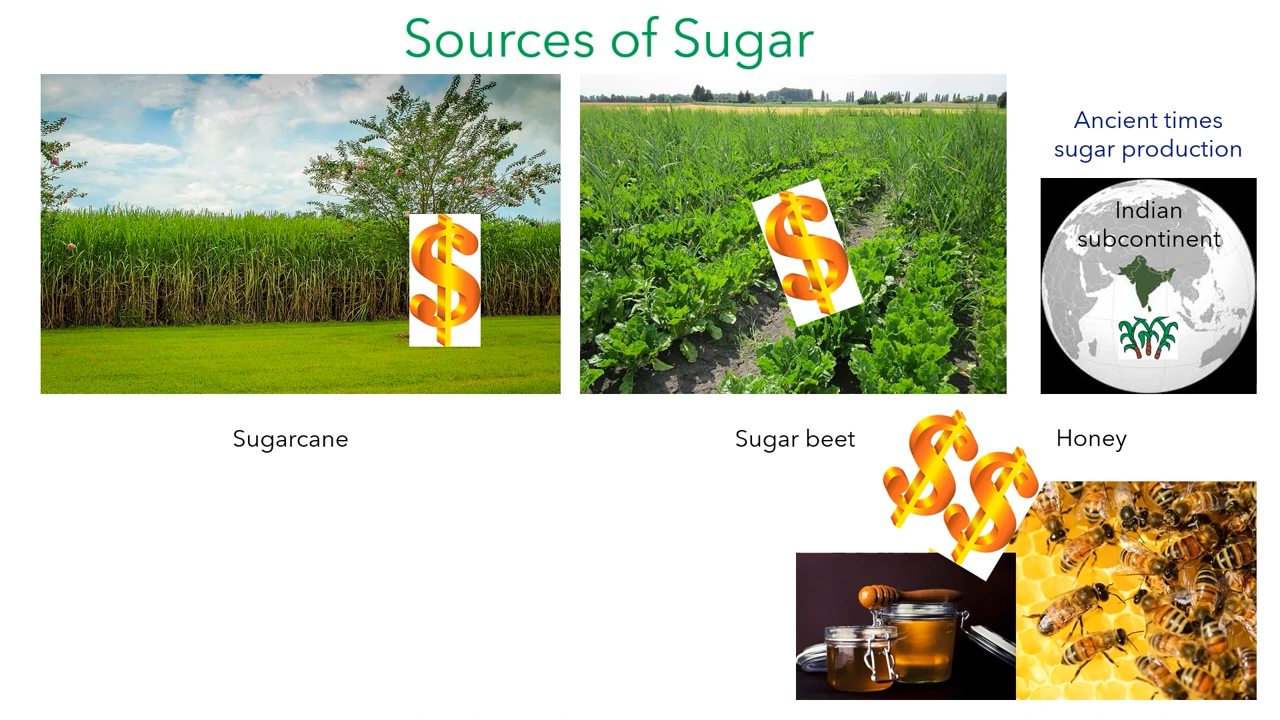 Sources of Sugar
Ancient times
sugar production
Indian
subcontinent
Sugarcane
Sugar beet
Honey